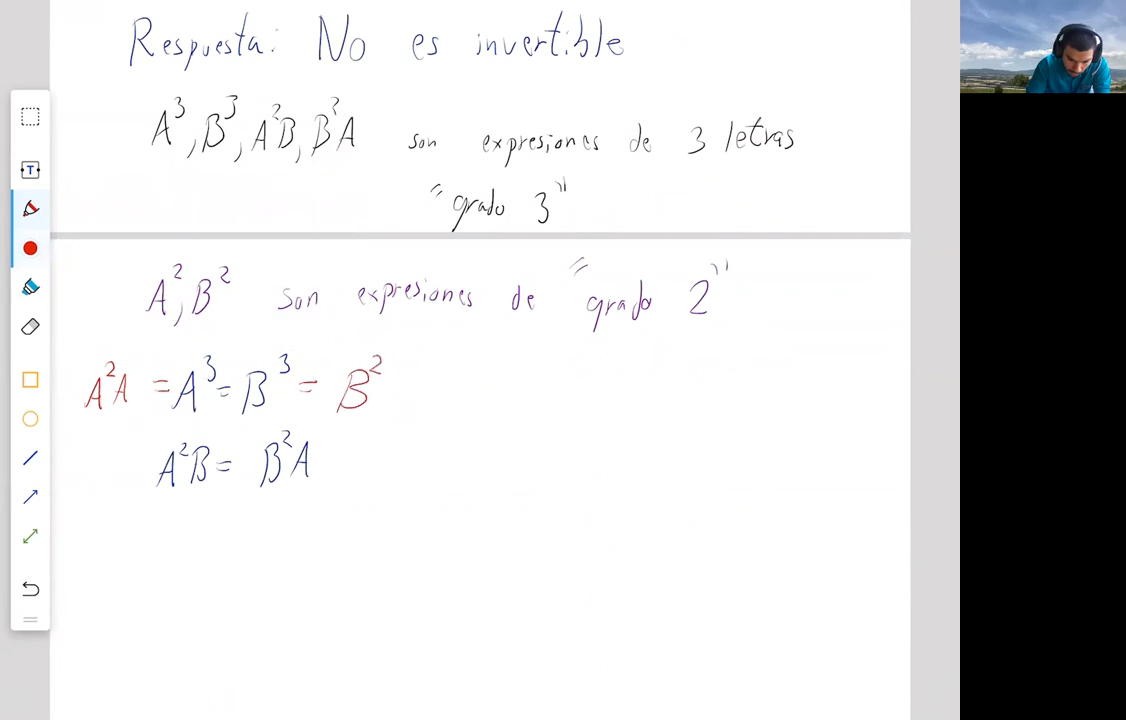 Respuesta: No es invertible
A³, B³, A²B, B²A son expresiones de 3 letras
"grado 3"
A², B² son expresiones de "grado 2"
A²A = A³ = B³ = B²
A²B = B²A